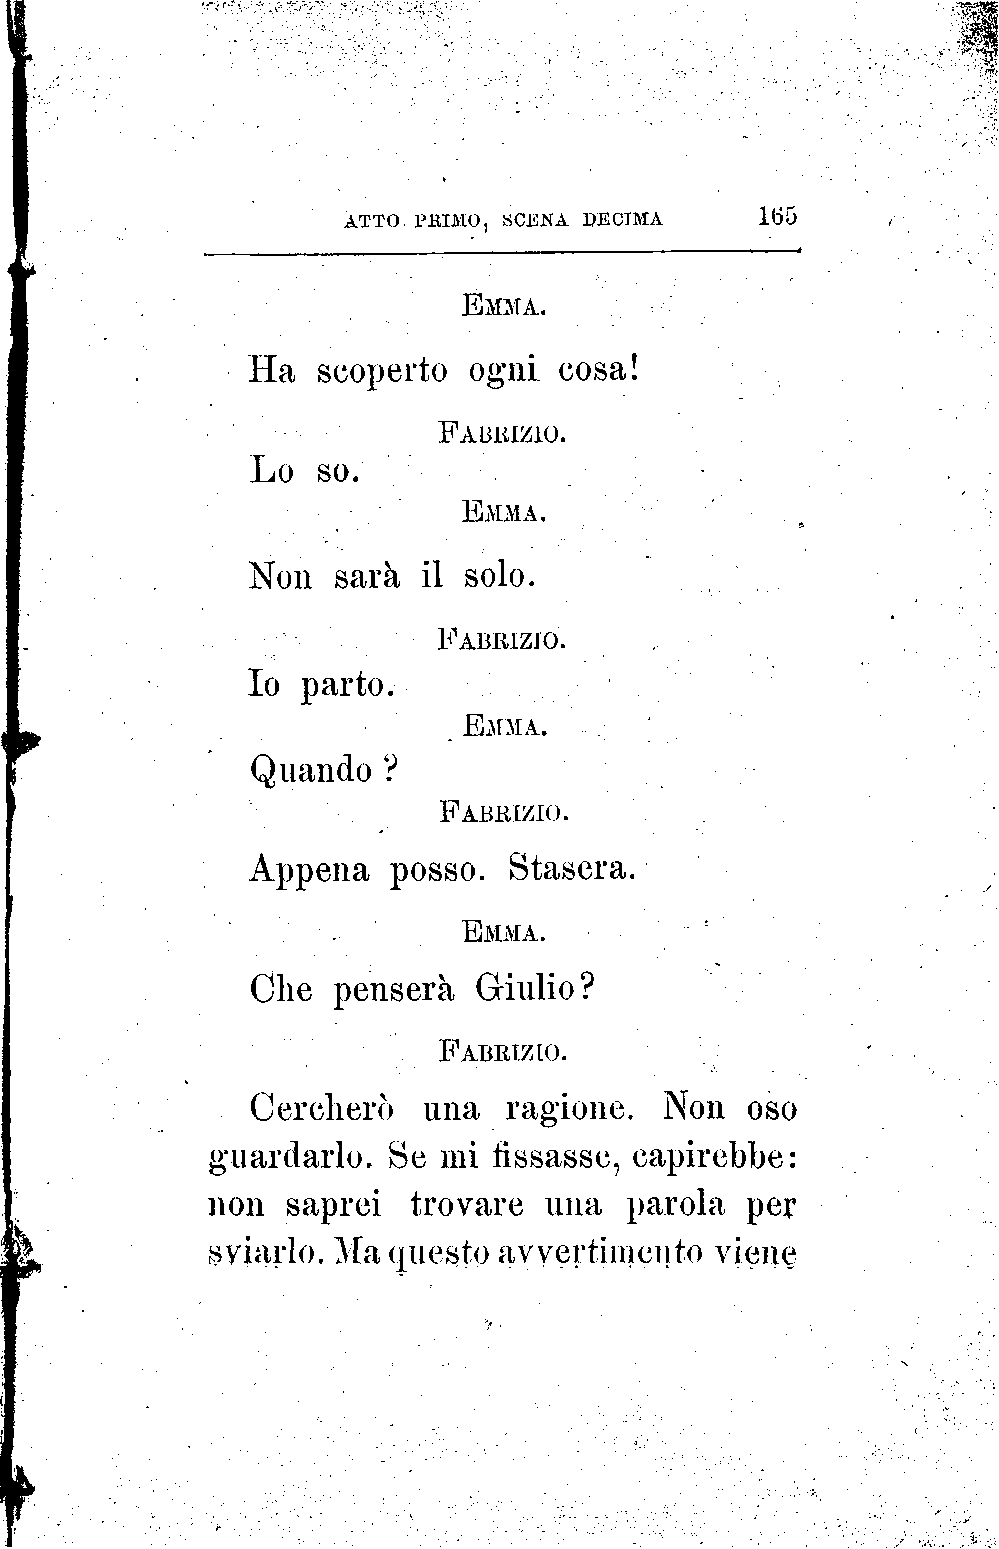 ATTO PRIMO, SCENA DECIMA 165
EMMA.
Ha scoperto ogni cosa!
FABRIZIO.
Lo so.
EMMA.
Non sarà il solo.
FABRIZIO.
Io parto.
EMMA.
Quando?
FABRIZIO.
Appena posso. Stasera.
EMMA.
Che penserà Giulio?
FABRIZIO.
Cercherò una ragione. Non oso
guardarlo. Se mi fissasse, capirebbe:
non saprei trovare una parola per
sviarlo. Ma questo avvertimento viene